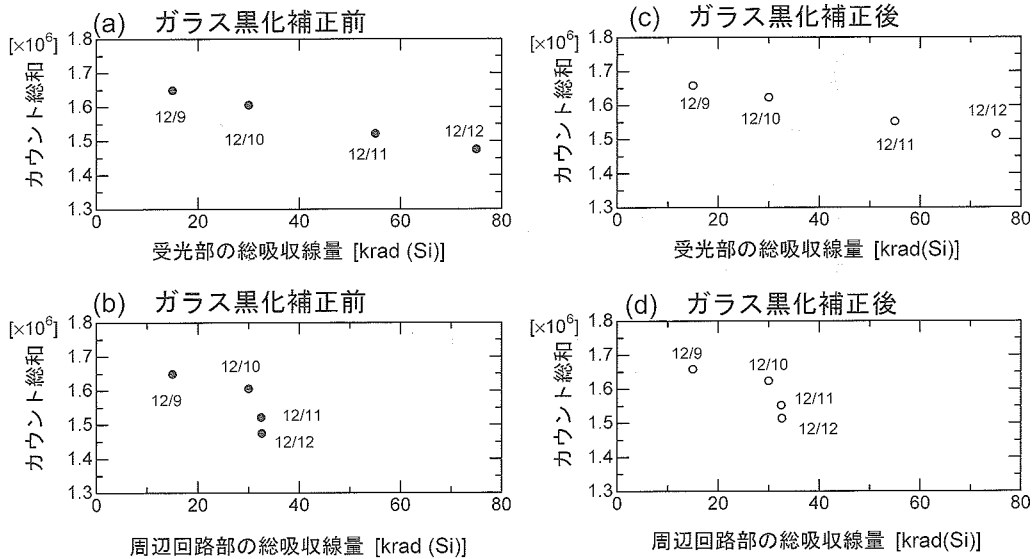 (a) ガラス黒化補正前
[×10⁶]
カウント総和
1.8
1.7
1.6
1.5
1.4
1.3
12/9
12/10
12/11
12/12
0 20 40 60 80
受光部の総吸収線量 [krad (Si)]
(c) ガラス黒化補正後
[×10⁶]
カウント総和
1.8
1.7
1.6
1.5
1.4
1.3
12/9
12/10
12/11
12/12
0 20 40 60 80
受光部の総吸収線量 [krad(Si)]
(b) ガラス黒化補正前
[×10⁶]
カウント総和
1.8
1.7
1.6
1.5
1.4
1.3
12/9
12/10
12/11
12/12
0 20 40 60 80
周辺回路部の総吸収線量 [krad (Si)]
(d) ガラス黒化補正後
[×10⁶]
カウント総和
1.8
1.7
1.6
1.5
1.4
1.3
12/9
12/10
12/11
12/12
0 20 40 60 80
周辺回路部の総吸収線量 [krad(Si)]